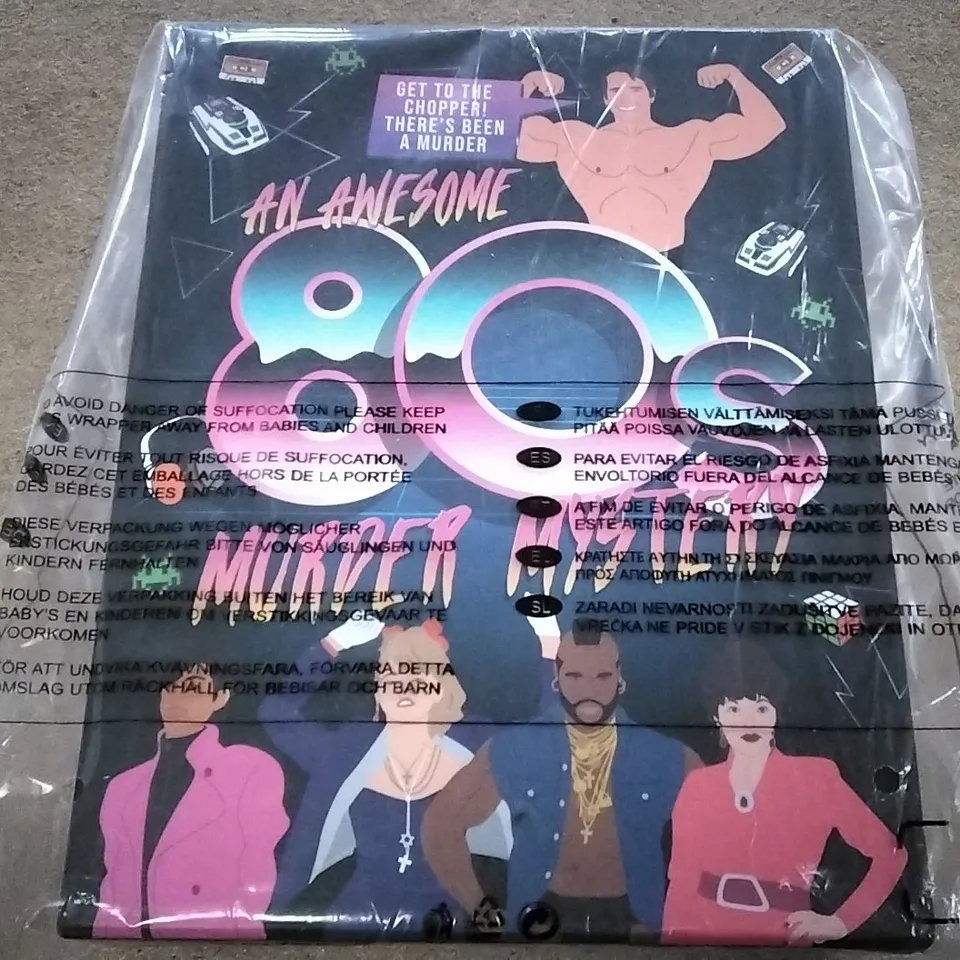 GET TO THE
CHOPPER!
THERE'S BEEN
A MURDER
AN AWESOME
80s
MURDER MYSTERY
AVOID DANGER OF SUFFOCATION PLEASE KEEP
WRAPPER AWAY FROM BABIES AND CHILDREN
POUR ÉVITER TOUT RISQUE DE SUFFOCATION,
GARDEZ CET EMBALLAGE HORS DE LA PORTÉE
DES BÉBÉS ET DES ENFANTS
DIESE VERPACKUNG WEGEN MÖGLICHER
ERSTICKUNGSGEFAHR BITTE VON SÄUGLINGEN UND
KINDERN FERNHALTEN
HOUD DEZE VERPAKKING BUITEN HET BEREIK VAN
BABY'S EN KINDEREN OM VERSTIKKINGSGEVAAR TE
VOORKOMEN
FÖR ATT UNDVIKA KVÄVNINGSFARA, FÖRVARA DETTA
OMSLAG UTOM RÄCKHÅLL FÖR BEBISAR OCH BARN
TUKEHTUMISEN VÄLTTÄMISEKSI TÄMÄ PUSSI
PITÄÄ POISSA VAUVOJEN JA LASTEN ULOTTU
ES PARA EVITAR EL RIESGO DE ASFIXIA MANTENGA
ENVOLTORIO FUERA DEL ALCANCE DE BEBÉS
A FIM DE EVITAR O PERIGO DE ASFIXIA, MANT
ESTE ARTIGO FORA DO ALCANCE DE BEBÉS E
ΚΡΑΤΗΣΤΕ ΑΥΤΗΝ ΤΗ ΣΥΣΚΕΥΑΣΙΑ ΜΑΚΡΙΑ ΑΠΟ ΜΩΡ
ΠΡΟΣ ΑΠΟΦΥΓΗ ΑΤΥΧΗΜΑΤΟΣ ΠΝΙΓΜΟΥ
SL ZARADI NEVARNOSTI ZADUŠITVE PAZITE, DA
VREČKA NE PRIDE V STIK Z DOJENČKI IN OT